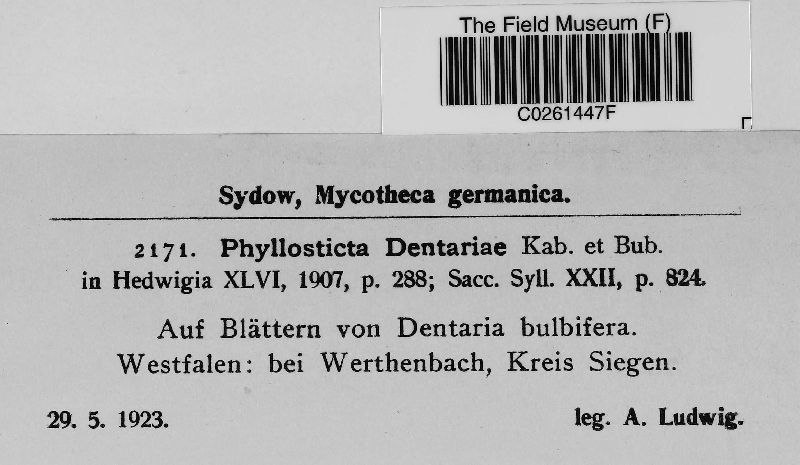 The Field Museum (F)
C0261447F
Sydow, Mycotheca germanica.
2171. Phyllosticta Dentariae Kab. et Bub.
in Hedwigia XLVI, 1907, p. 288; Sacc. Syll. XXII, p. 824.
Auf Blättern von Dentaria bulbifera.
Westfalen: bei Werthenbach, Kreis Siegen.
29. 5. 1923. leg. A. Ludwig.